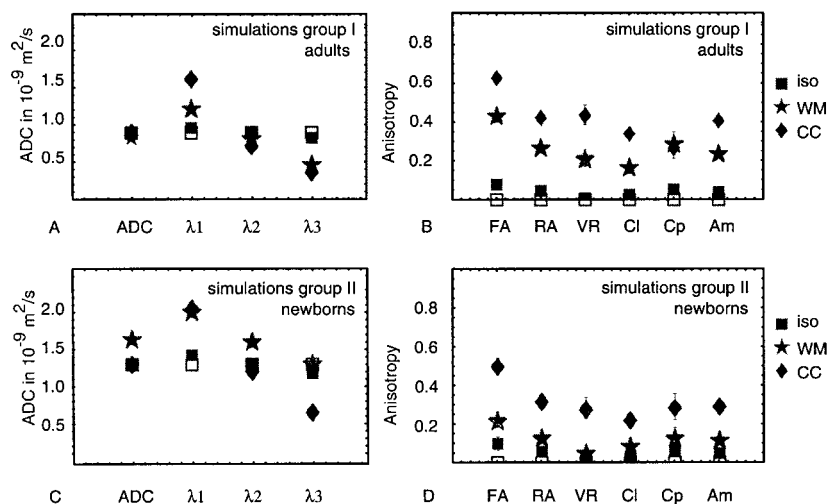 simulations group I
adults
ADC in 10⁻⁹ m²/s
2.0
1.5
1.0
0.5
A
ADC λ1 λ2 λ3
simulations group I
adults
Anisotropy
0.8
0.6
0.4
0.2
B
FA RA VR Cl Cp Am
iso
WM
CC
simulations group II
newborns
ADC in 10⁻⁹ m²/s
2.0
1.5
1.0
0.5
C
ADC λ1 λ2 λ3
simulations group II
newborns
Anisotropy
0.8
0.6
0.4
0.2
D
FA RA VR Cl Cp Am
iso
WM
CC